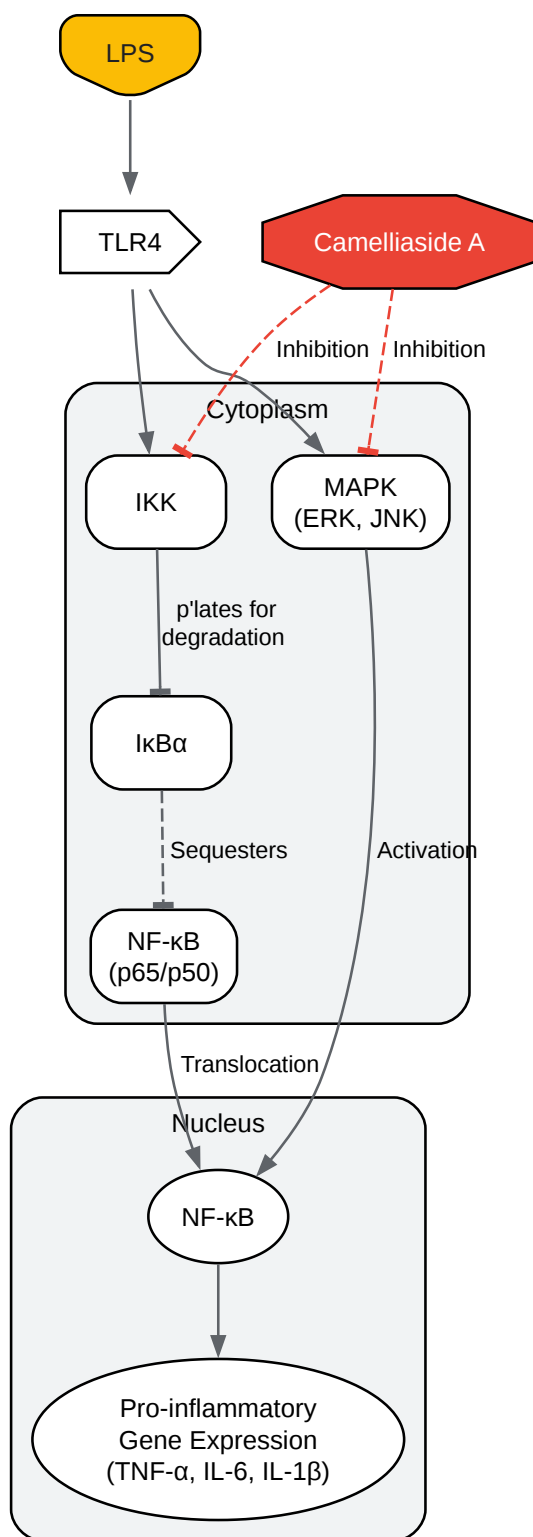 LPS
TLR4
Camelliaside A
Inhibition
Inhibition
Cytoplasm
IKK
MAPK
(ERK, JNK)
p'lates for
degradation
IκBα
Sequesters
Activation
NF-κB
(p65/p50)
Translocation
Nucleus
NF-κB
Pro-inflammatory
Gene Expression
(TNF-α, IL-6, IL-1β)